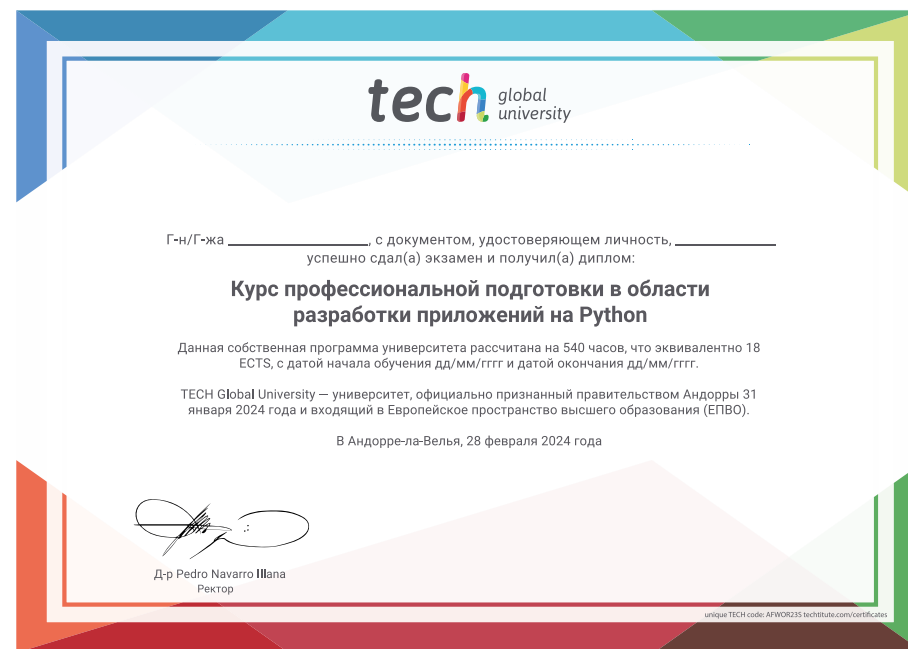 tech global university
Г-н/Г-жа , с документом, удостоверяющем личность,
успешно сдал(а) экзамен и получил(а) диплом:
Курс профессиональной подготовки в области
разработки приложений на Python
Данная собственная программа университета рассчитана на 540 часов, что эквивалентно 18
ECTS, с датой начала обучения дд/мм/гггг и датой окончания дд/мм/гггг.
TECH Global University — университет, официально признанный правительством Андорры 31
января 2024 года и входящий в Европейское пространство высшего образования (ЕПВО).
В Андорре-ла-Велья, 28 февраля 2024 года
Д-р Pedro Navarro Illana
Ректор
unique TECH code: AFWOR235 techtitute.com/certificates